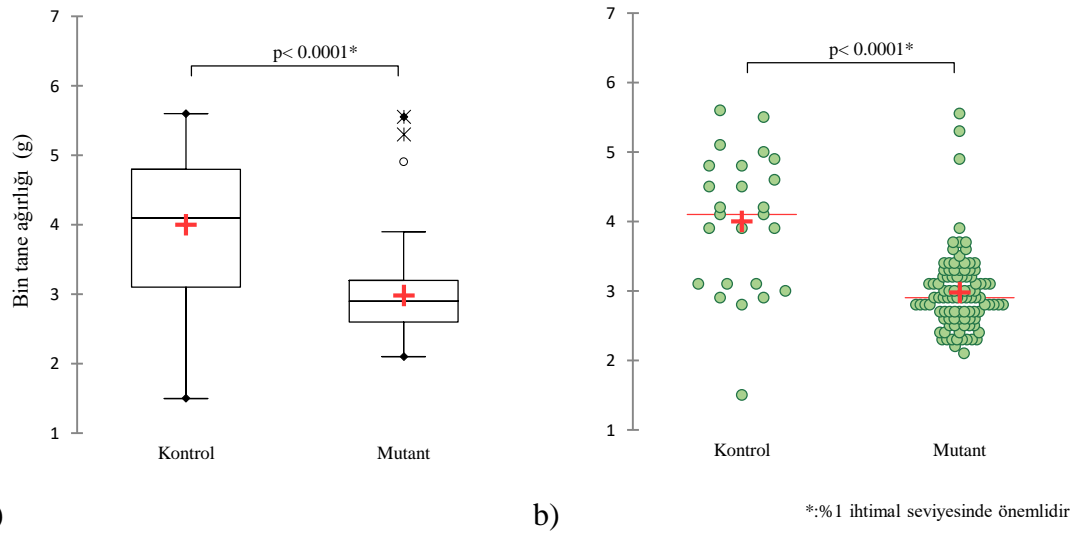 Bin tane ağırlığı (g)
7
6
5
4
3
2
1
p< 0.0001*
Kontrol
Mutant
)
7
6
5
4
3
2
1
p< 0.0001*
Kontrol
Mutant
b)
*:%1 ihtimal seviyesinde önemlidir